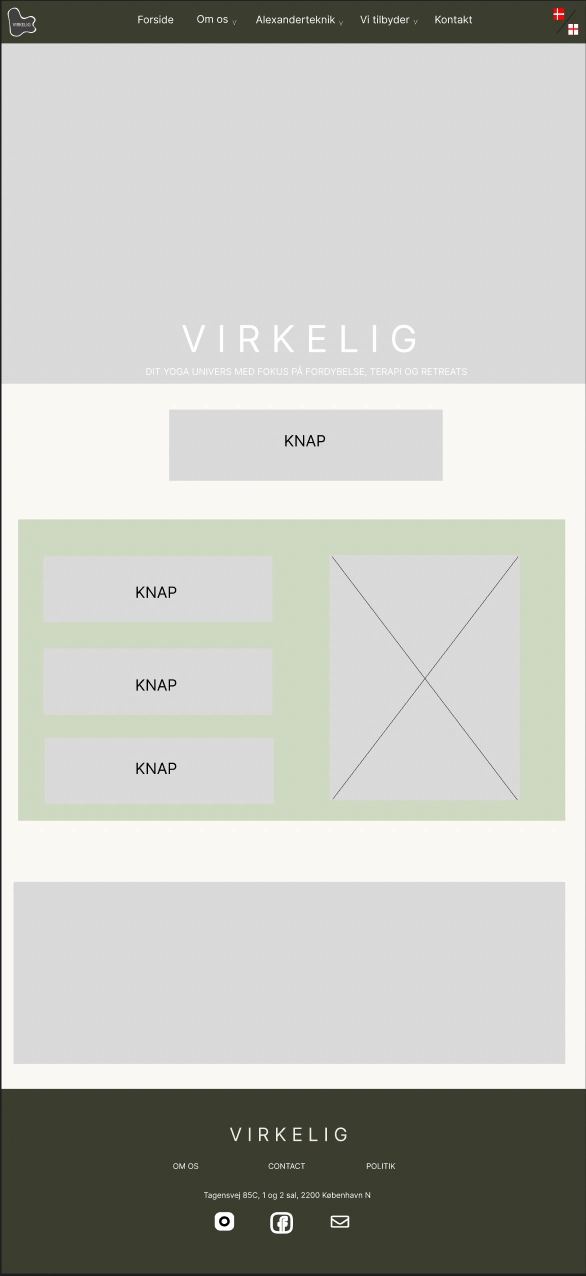 VIRKELIG
Forside Om os Alexanderteknik Vi tilbyder Kontakt
VIRKELIG
DIT YOGA UNIVERS MED FOKUS PÅ FORDYBELSE, TERAPI OG RETREATS
KNAP
KNAP
KNAP
KNAP
VIRKELIG
OM OS CONTACT POLITIK
Tagensvej 85C, 1 og 2 sal, 2200 København N